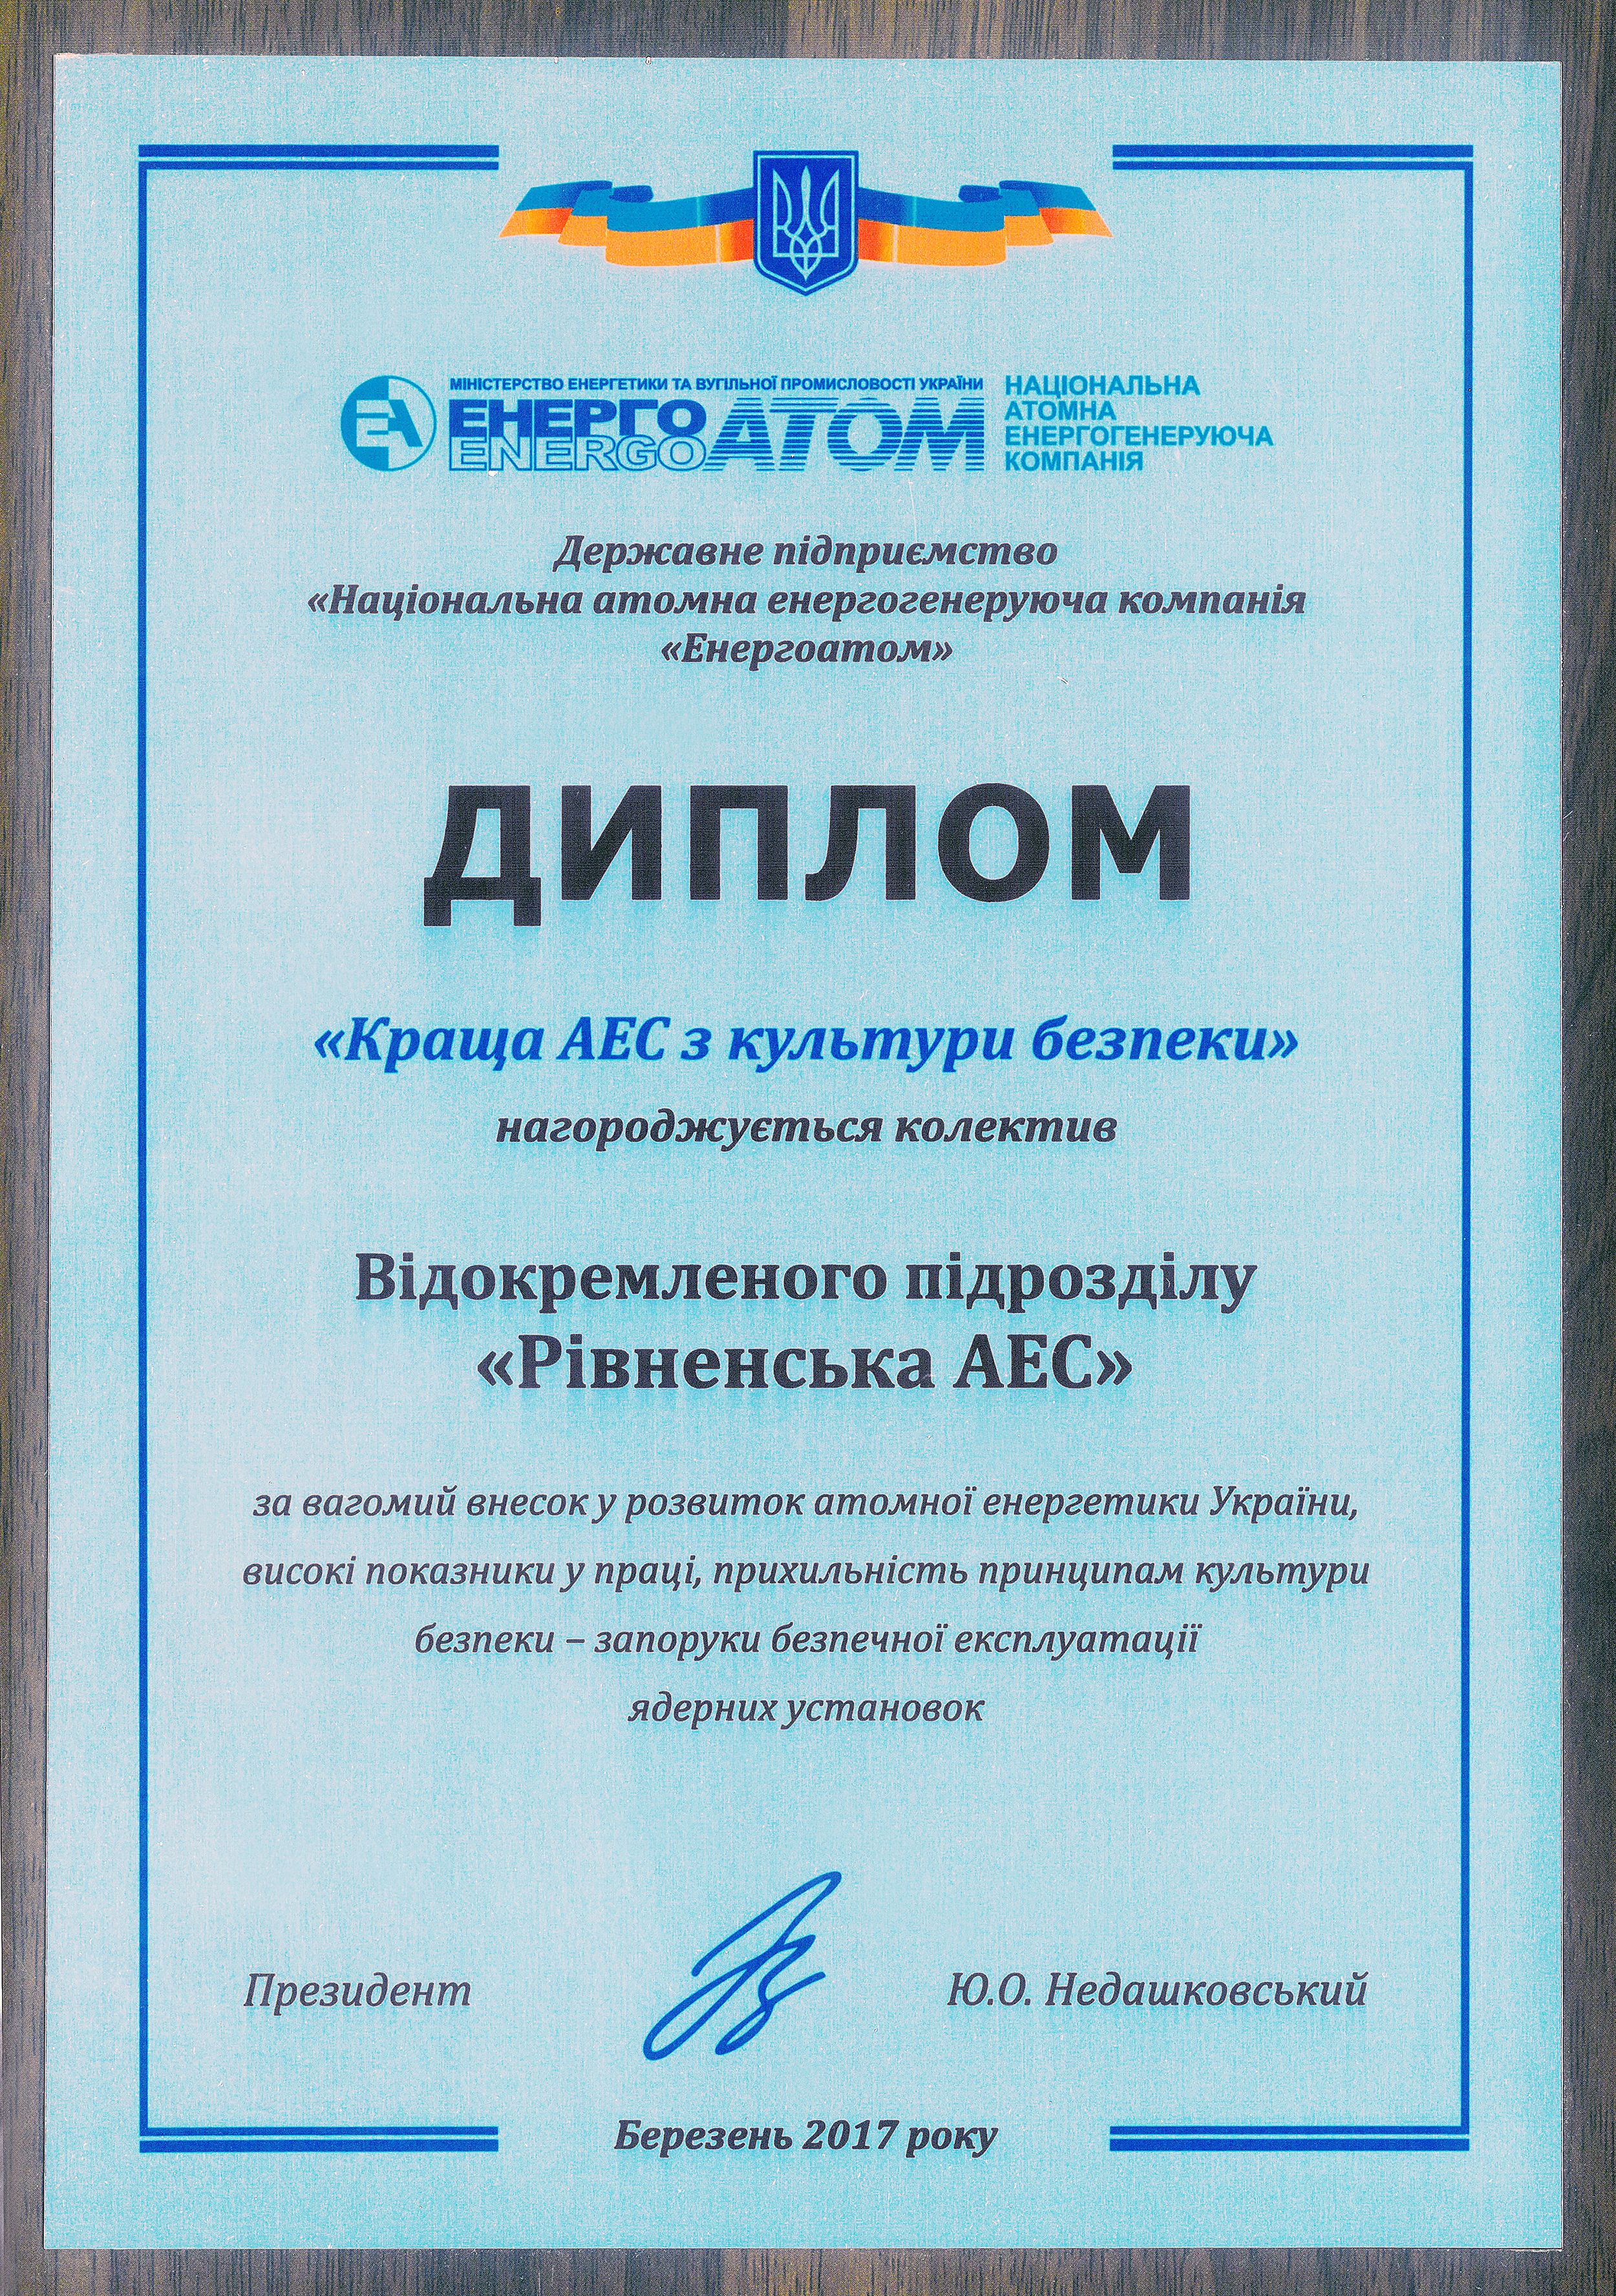 МІНІСТЕРСТВО ЕНЕРГЕТИКИ ТА ВУГІЛЬНОЇ ПРОМИСЛОВОСТІ УКРАЇНИ
ЕА
ЕНЕРГО
ENERGO
АТОМ
НАЦІОНАЛЬНА
АТОМНА
ЕНЕРГОГЕНЕРУЮЧА
КОМПАНІЯ
Державне підприємство
«Національна атомна енергогенеруюча компанія
«Енергоатом»
ДИПЛОМ
«Краща АЕС з культури безпеки»
нагороджується колектив
Відокремленого підрозділу
«Рівненська АЕС»
за вагомий внесок у розвиток атомної енергетики України,
високі показники у праці, прихильність принципам культури
безпеки – запоруки безпечної експлуатації
ядерних установок
Президент
Ю.О. Недашковський
Березень 2017 року